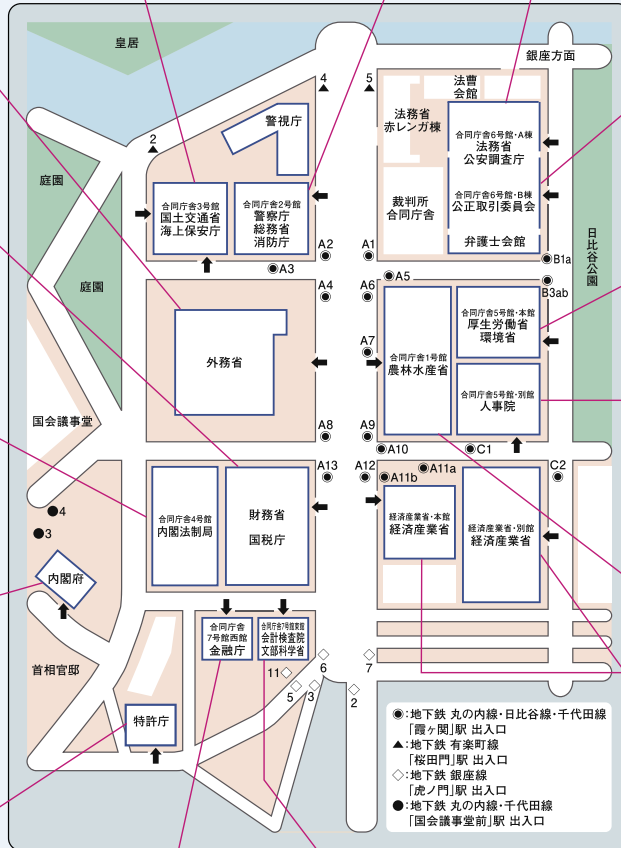 皇居
銀座方面
4
5
法曹
会館
法務省
赤レンガ棟
警視庁
合同庁舎6号館・A棟
法務省
公安調査庁
2
庭園
合同庁舎3号館
国土交通省
海上保安庁
合同庁舎2号館
警察庁
総務省
消防庁
裁判所
合同庁舎
合同庁舎6号館・B棟
公正取引委員会
弁護士会館
日比谷公園
A2
A1
B1a
A3
A5
B3ab
庭園
A4
A6
合同庁舎5号館・本館
厚生労働省
環境省
外務省
A7
合同庁舎1号館
農林水産省
合同庁舎5号館・別館
人事院
国会議事堂
A8
A9
A10
C1
A13
A12
A11a
A11b
C2
合同庁舎4号館
内閣法制局
財務省
国税庁
経済産業省・本館
経済産業省
経済産業省・別館
経済産業省
4
3
内閣府
合同庁舎
7号館西館
金融庁
合同庁舎7号館東館
会計検査院
文部科学省
首相官邸
6
7
11
5
3
2
特許庁
◉:地下鉄 丸の内線・日比谷線・千代田線
「霞ヶ関」駅 出入口
▲:地下鉄 有楽町線
「桜田門」駅 出入口
◇:地下鉄 銀座線
「虎ノ門」駅 出入口
●:地下鉄 丸の内線・千代田線
「国会議事堂前」駅 出入口